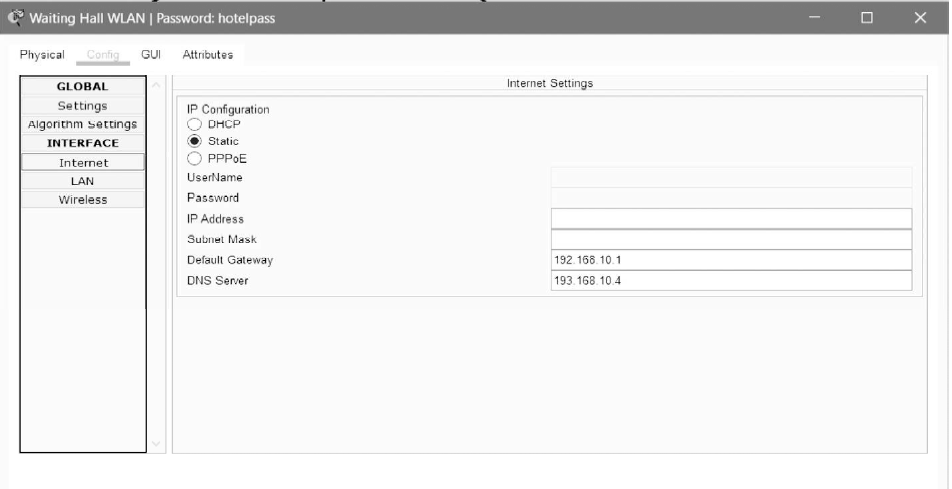 Waiting Hall WLAN | Password: hotelpass
Physical Config GUI Attributes
GLOBAL
Settings
Algorithm Settings
INTERFACE
Internet
LAN
Wireless
Internet Settings
IP Configuration
DHCP
Static
PPPoE
UserName
Password
IP Address
Subnet Mask
Default Gateway 192.168.10.1
DNS Server 193.168.10.4